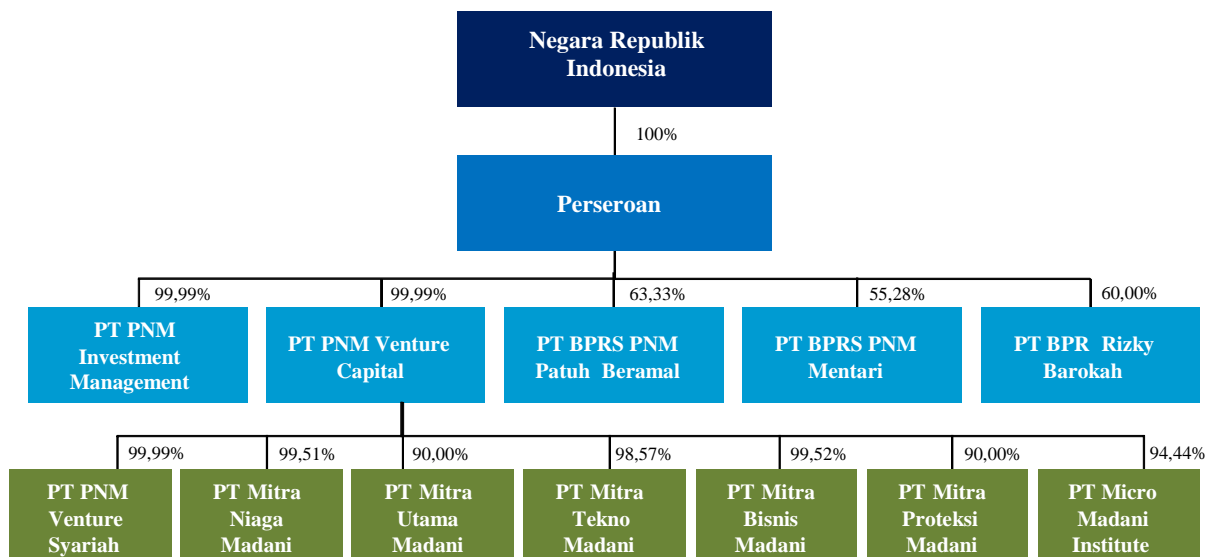 Negara Republik
Indonesia
100%
Perseroan
99,99%
99,99%
63,33%
55,28%
60,00%
PT PNM
Investment
Management
PT PNM Venture
Capital
PT BPRS PNM
Patuh Beramal
PT BPRS PNM
Mentari
PT BPR Rizky
Barokah
99,99%
99,51%
90,00%
98,57%
99,52%
90,00%
94,44%
PT PNM
Venture
Syariah
PT Mitra
Niaga
Madani
PT Mitra
Utama
Madani
PT Mitra
Tekno
Madani
PT Mitra
Bisnis
Madani
PT Mitra
Proteksi
Madani
PT Micro
Madani
Institute